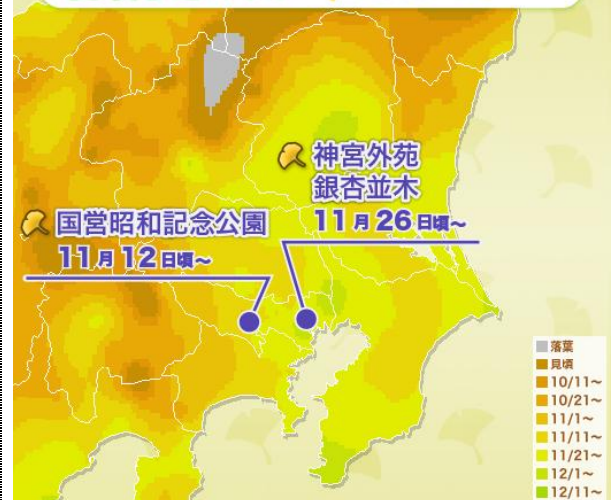 神宮外苑
銀杏並木
11月26日頃~
国営昭和記念公園
11月12日頃~
落葉
見頃
10/11~
10/21~
11/1~
11/11~
11/21~
12/1~
12/11~